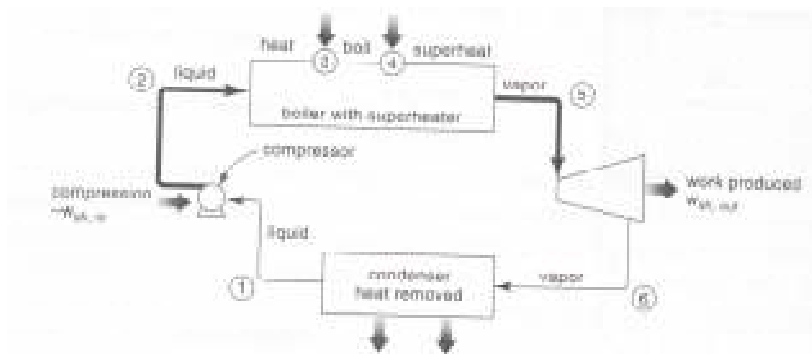 heat
3
boil
4
superheat
2
liquid
vapor
5
boiler with superheater
compressor
compression
work produced
liquid
1
condenser
heat removed
vapor
6